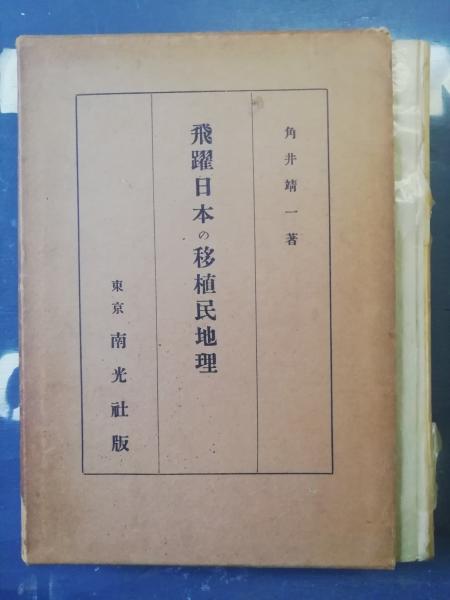 角井靖一著
飛躍日本の移植民地理
東京 南光社版